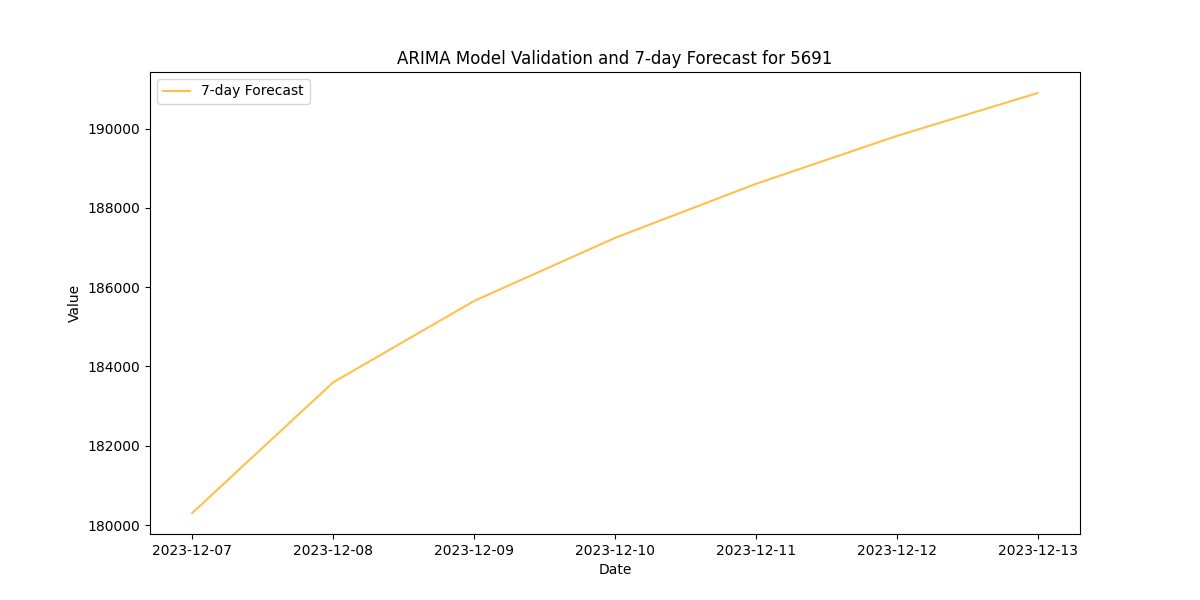 ARIMA Model Validation and 7-day Forecast for 5691
7-day Forecast
190000
188000
186000
184000
182000
180000
Value
2023-12-07 2023-12-08 2023-12-09 2023-12-10 2023-12-11 2023-12-12 2023-12-13
Date